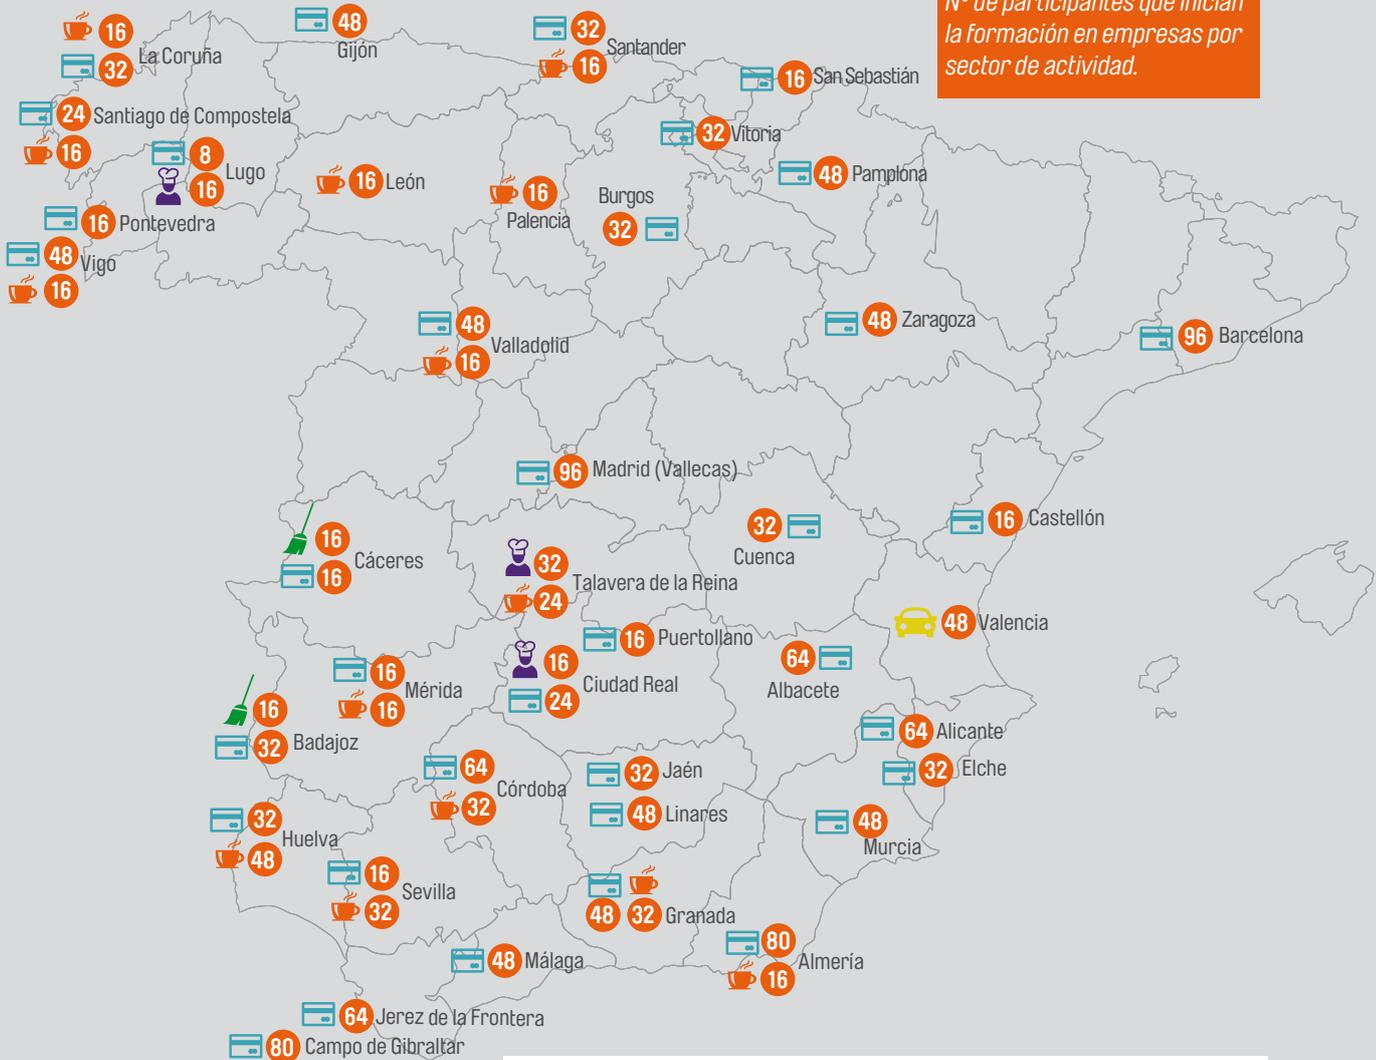 Nº de participantes que inician
la formación en empresas por
sector de actividad.
16
La Coruña
32
48
Gijón
32
Santander
16
16 San Sebastián
24 Santiago de Compostela
16
8
Lugo
16
32 Vitoria
48 Pamplona
16 León
16
Palencia
Burgos
32
16 Pontevedra
48
Vigo
16
48
Valladolid
16
48 Zaragoza
96 Barcelona
96 Madrid (Vallecas)
16
Cáceres
16
32
Cuenca
16 Castellón
32
Talavera de la Reina
24
48 Valencia
16 Puertollano
16
Ciudad Real
24
64
Albacete
16
Mérida
16
16
32 Badajoz
64 Alicante
32 Elche
64
Córdoba
32
32 Jaén
48 Linares
48
Murcia
32
Huelva
48
16
Sevilla
32
48 32 Granada
80
Almería
16
48 Málaga
64 Jerez de la Frontera
80 Campo de Gibraltar